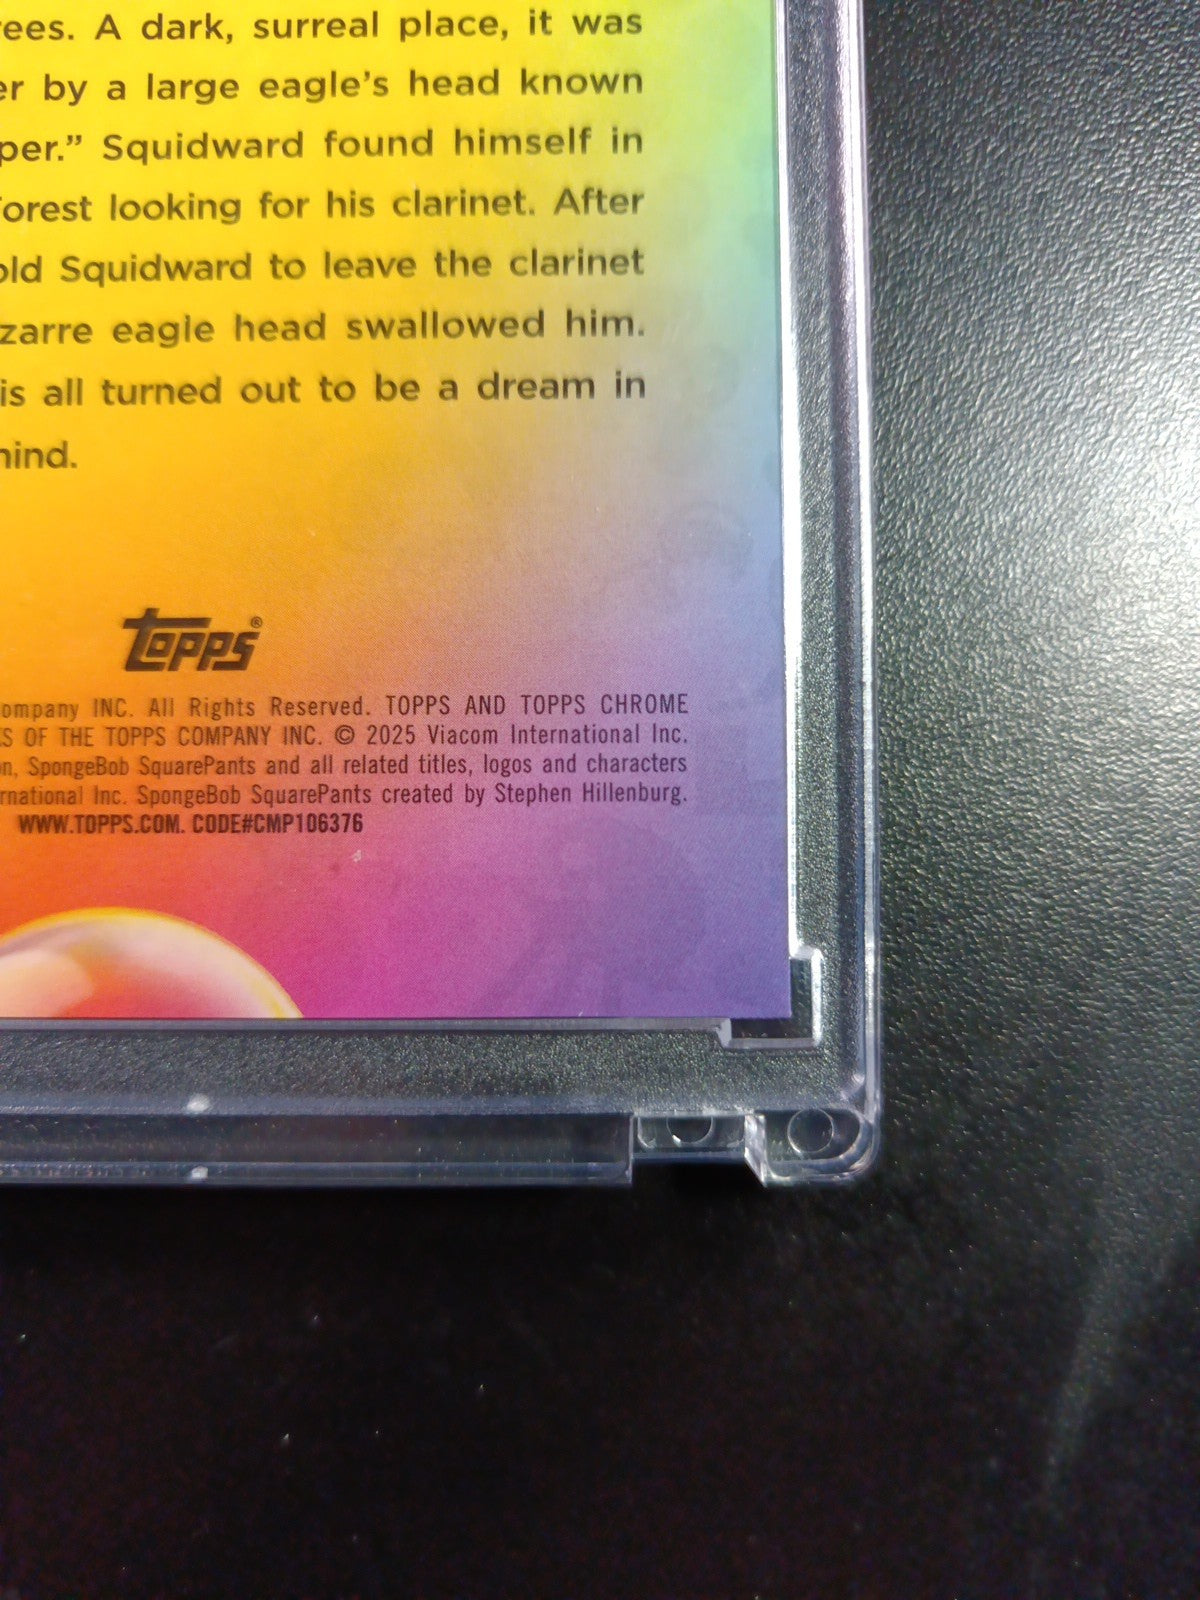 rees. A dark, surreal place, it was
er by a large eagle's head known
per.” Squidward found himself in
forest looking for his clarinet. After
old Squidward to leave the clarinet
zarre eagle head swallowed him.
is all turned out to be a dream in
mind.
TOPPS®
ompany INC. All Rights Reserved. TOPPS AND TOPPS CHROME
KS OF THE TOPPS COMPANY INC. © 2025 Viacom International Inc.
n, SpongeBob SquarePants and all related titles, logos and characters
rnational Inc. SpongeBob SquarePants created by Stephen Hillenburg.
WWW.TOPPS.COM. CODE#CMP106376